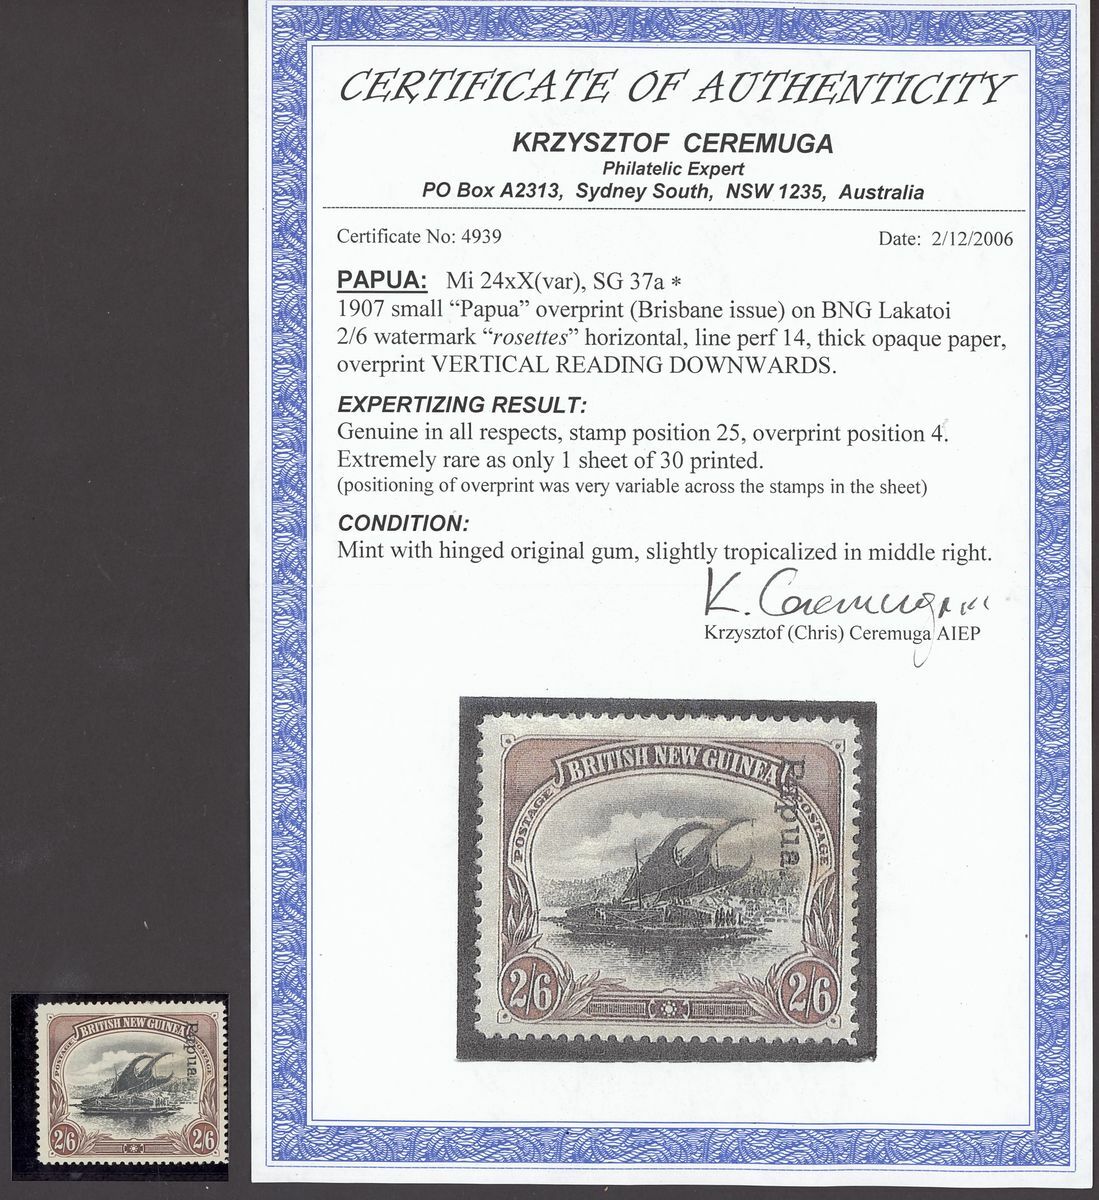 CERTIFICATE OF AUTHENTICITY
KRZYSZTOF CEREMUGA
Philatelic Expert
PO Box A2313, Sydney South, NSW 1235, Australia
Certificate No: 4939
Date: 2/12/2006
PAPUA: Mi 24xX(var), SG 37a *
1907 small “Papua” overprint (Brisbane issue) on BNG Lakatoi
2/6 watermark “rosettes” horizontal, line perf 14, thick opaque paper,
overprint VERTICAL READING DOWNWARDS.
EXPERTIZING RESULT:
Genuine in all respects, stamp position 25, overprint position 4.
Extremely rare as only 1 sheet of 30 printed.
(positioning of overprint was very variable across the stamps in the sheet)
CONDITION:
Mint with hinged original gum, slightly tropicalized in middle right.
K. Ceremuga
Krzysztof (Chris) Ceremuga AIEP
BRITISH NEW GUINEA
POSTAGE
POSTAGE
Papua.
2/6
2/6
BRITISH NEW GUINEA
POSTAGE
POSTAGE
Papua.
2/6
2/6